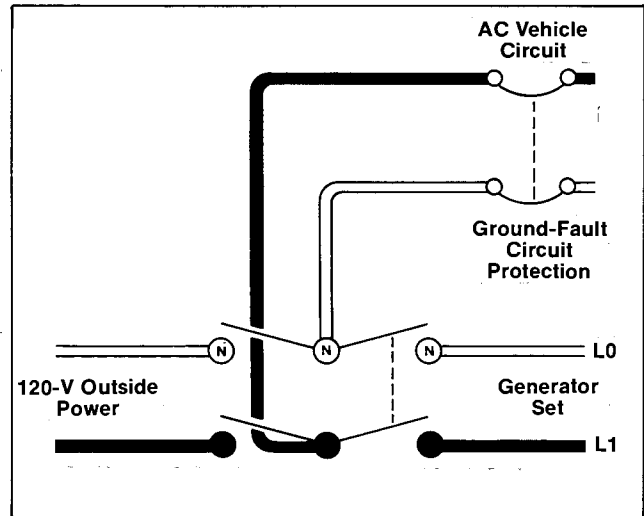 AC Vehicle
Circuit
Ground-Fault
Circuit
Protection
N
N
N
L0
120-V Outside
Power
Generator
Set
L1